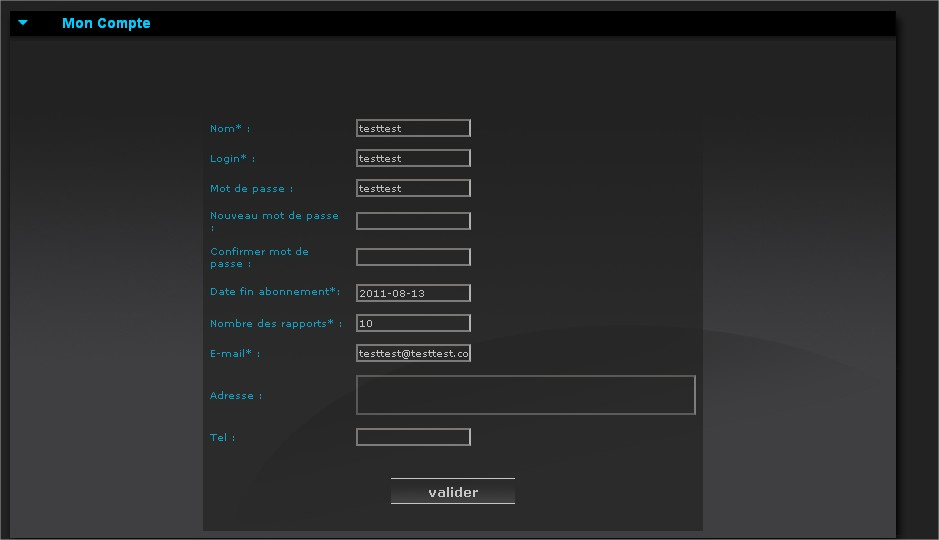 Mon Compte
Nom* : testtest
Login* : testtest
Mot de passe : testtest
Nouveau mot de passe
:
Confirmer mot de
passe :
Date fin abonnement*: 2011-08-13
Nombre des rapports* : 10
E-mail* : testtest@testtest.co
Adresse :
Tel :
valider